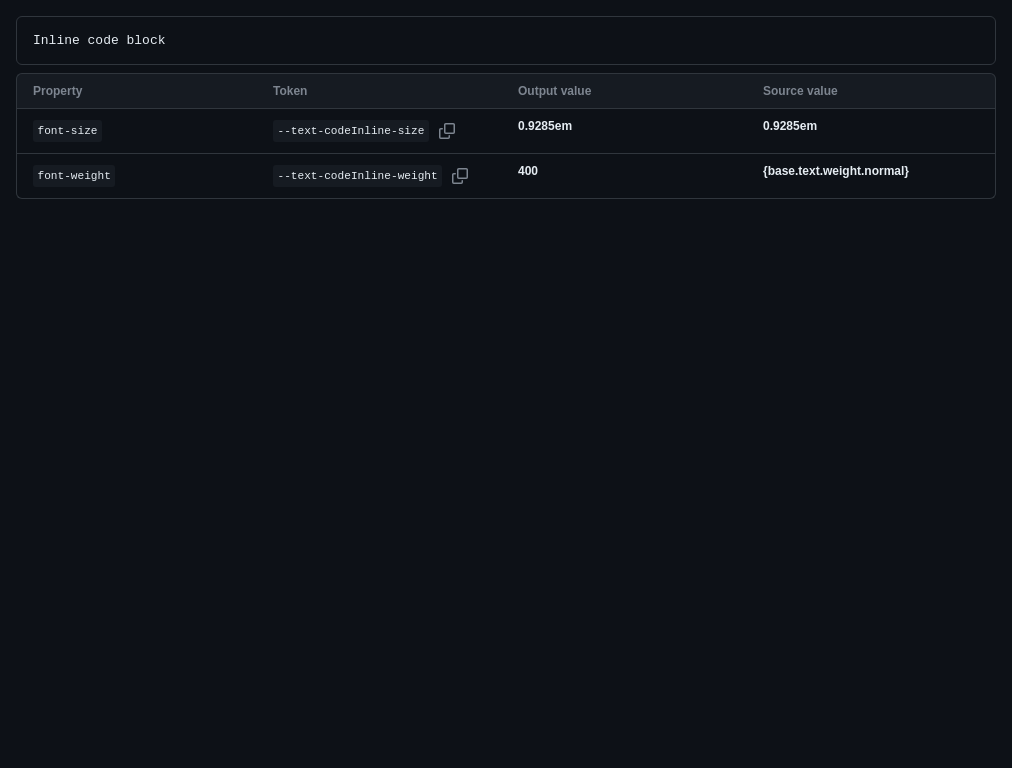 Inline code block
Property Token Output value Source value
font-size --text-codeInline-size 0.9285em 0.9285em
font-weight --text-codeInline-weight 400 {base.text.weight.normal}